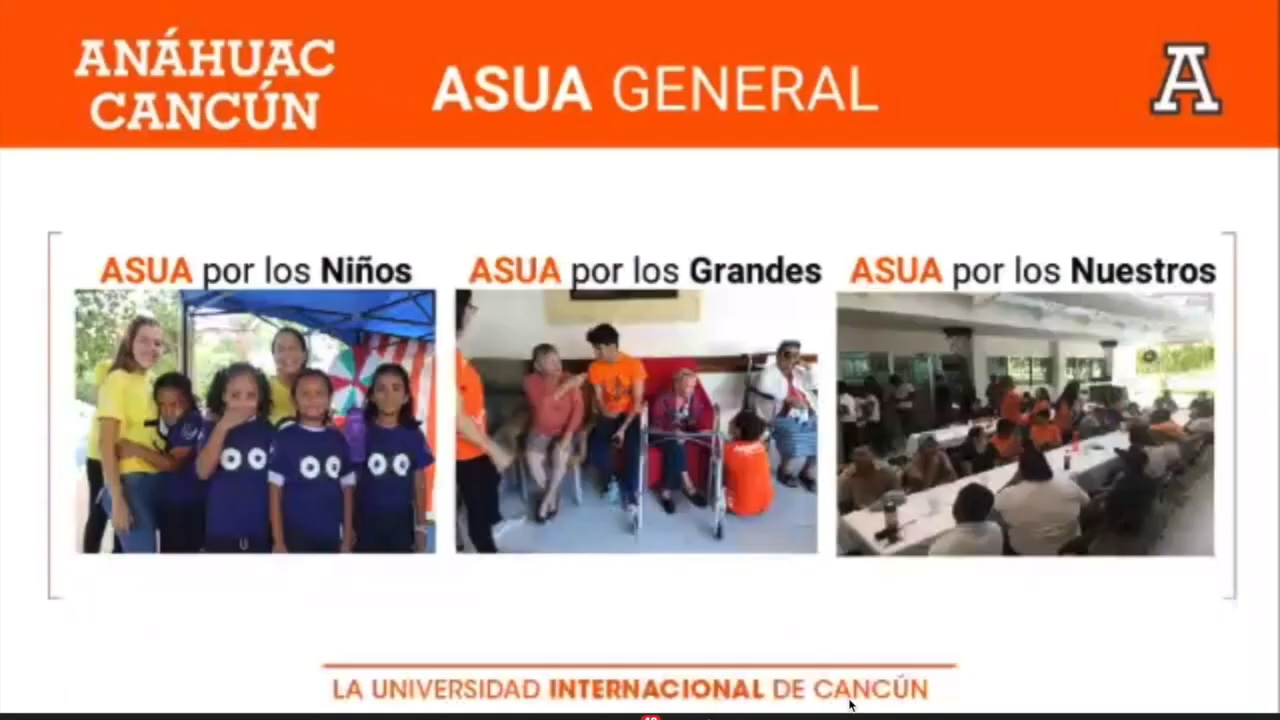 ANÁHUAC
CANCÚN
ASUA GENERAL
A
ASUA por los Niños
ASUA por los Grandes
ASUA por los Nuestros
LA UNIVERSIDAD INTERNACIONAL DE CANCÚN